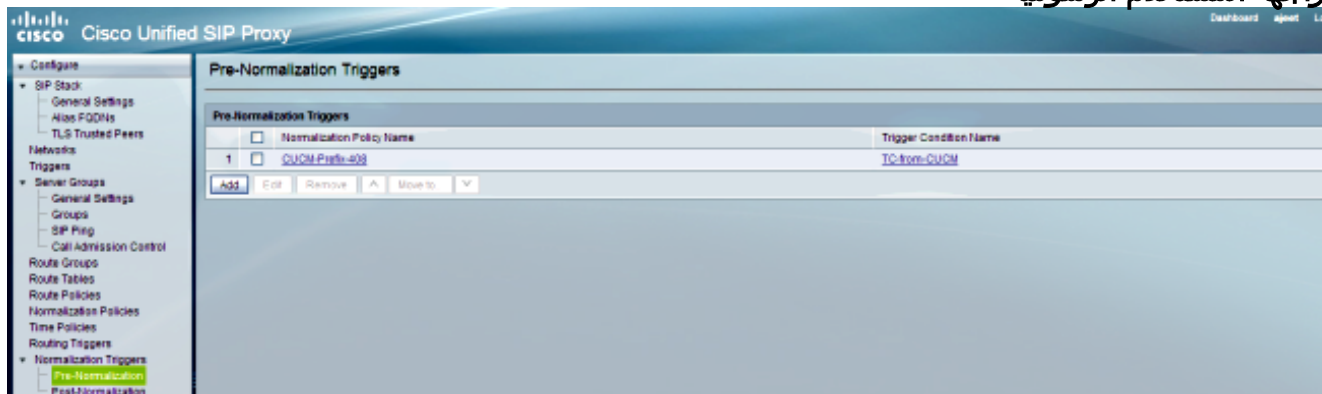 cisco Cisco Unified SIP Proxy
Dashboard ajeet
Configure
SIP Stack
General Settings
Alias FQDNs
TLS Trusted Peers
Networks
Triggers
Server Groups
General Settings
Groups
SIP Ping
Call Admission Control
Route Groups
Route Tables
Route Policies
Normalization Policies
Time Policies
Routing Triggers
Normalization Triggers
Pre-Normalization
Post-Normalization
Pre-Normalization Triggers
Pre-Normalization Triggers
Normalization Policy Name Trigger Condition Name
1 CUCM-Prefix-408 TC-from-CUCM
Add Edit Remove Move to